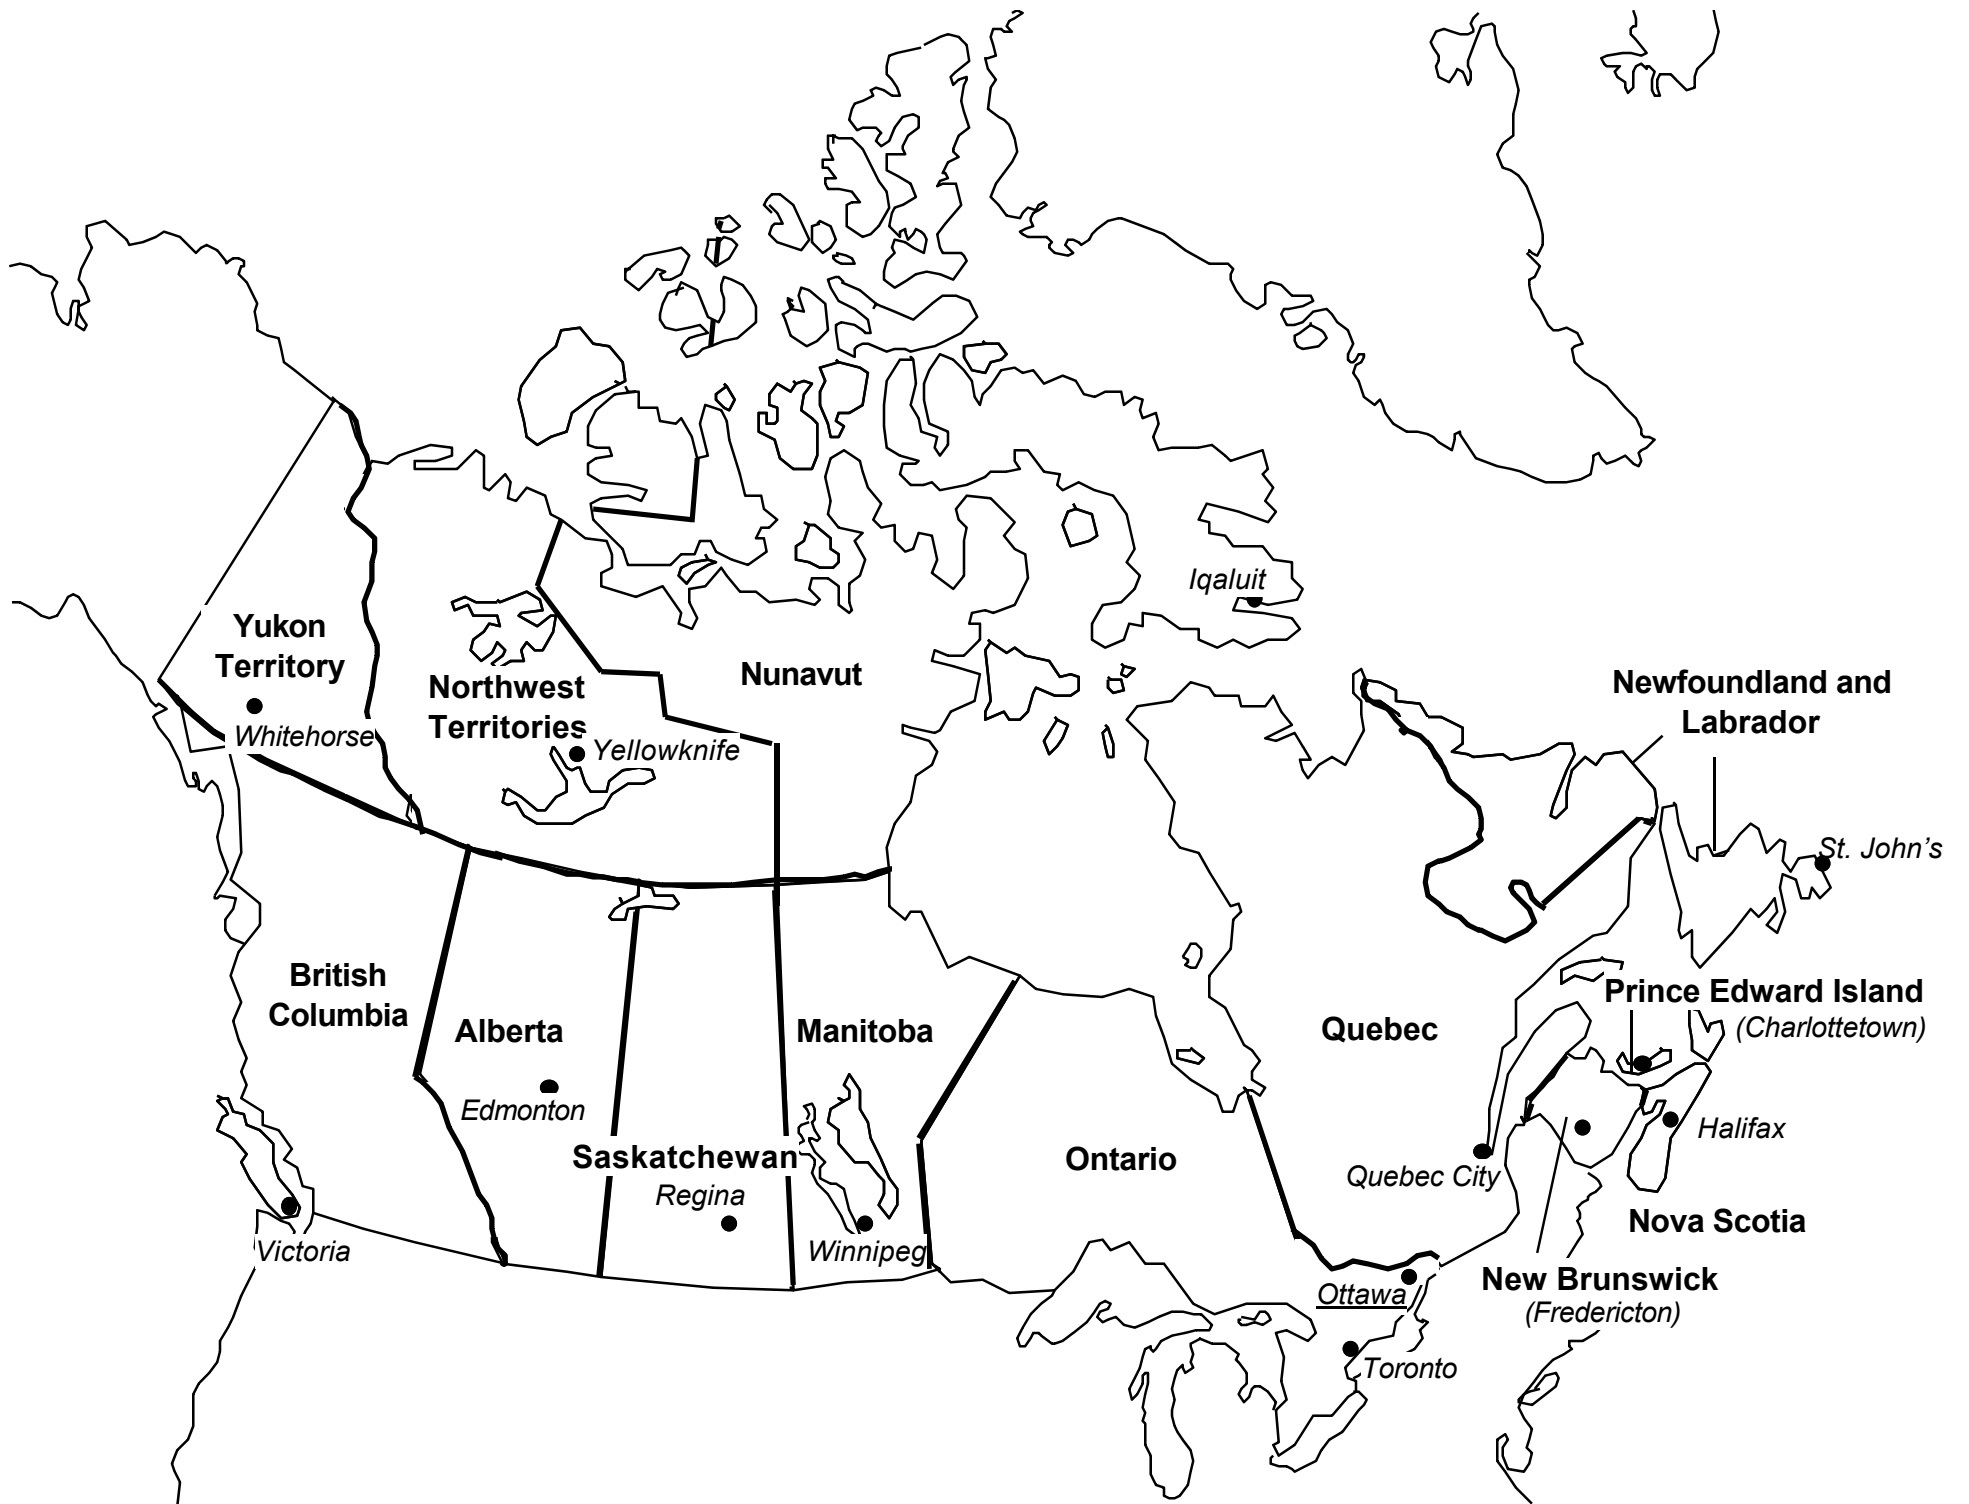 Iqaluit
Yukon
Territory
Whitehorse
Northwest
Territories
Yellowknife
Nunavut
Newfoundland and
Labrador
St. John’s
British
Columbia
Alberta
Edmonton
Saskatchewan
Regina
Manitoba
Winnipeg
Ontario
Quebec
Quebec City
Prince Edward Island
(Charlottetown)
Halifax
Nova Scotia
New Brunswick
(Fredericton)
Victoria
Ottawa
Toronto